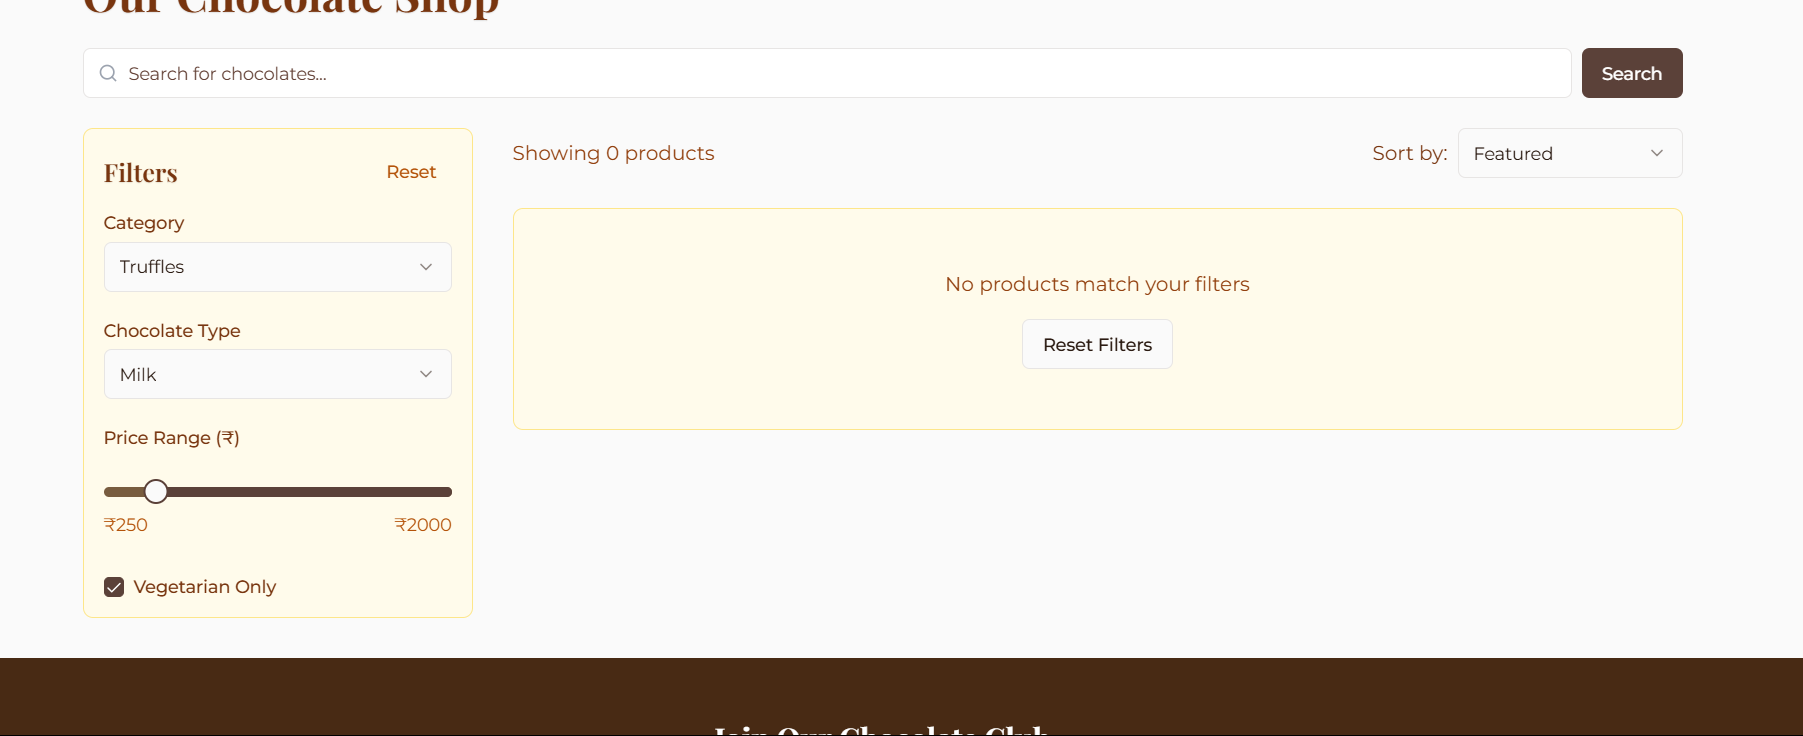 Our Chocolate Shop
Search for chocolates...
Search
Filters
Reset
Category
Truffles
Chocolate Type
Milk
Price Range (₹)
₹250
₹2000
Vegetarian Only
Showing 0 products
Sort by:
Featured
No products match your filters
Reset Filters
Join Our Chocolate Club